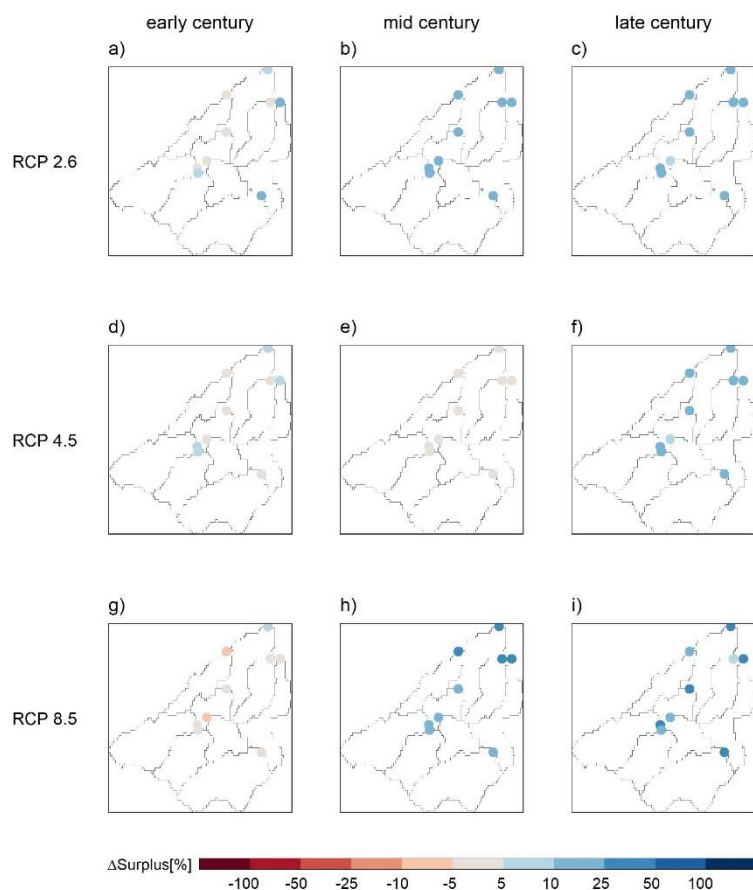 early century mid century late century
a) b) c)
RCP 2.6
d) e) f)
RCP 4.5
g) h) i)
RCP 8.5
ΔSurplus[%]
-100 -50 -25 -10 -5 5 10 25 50 100